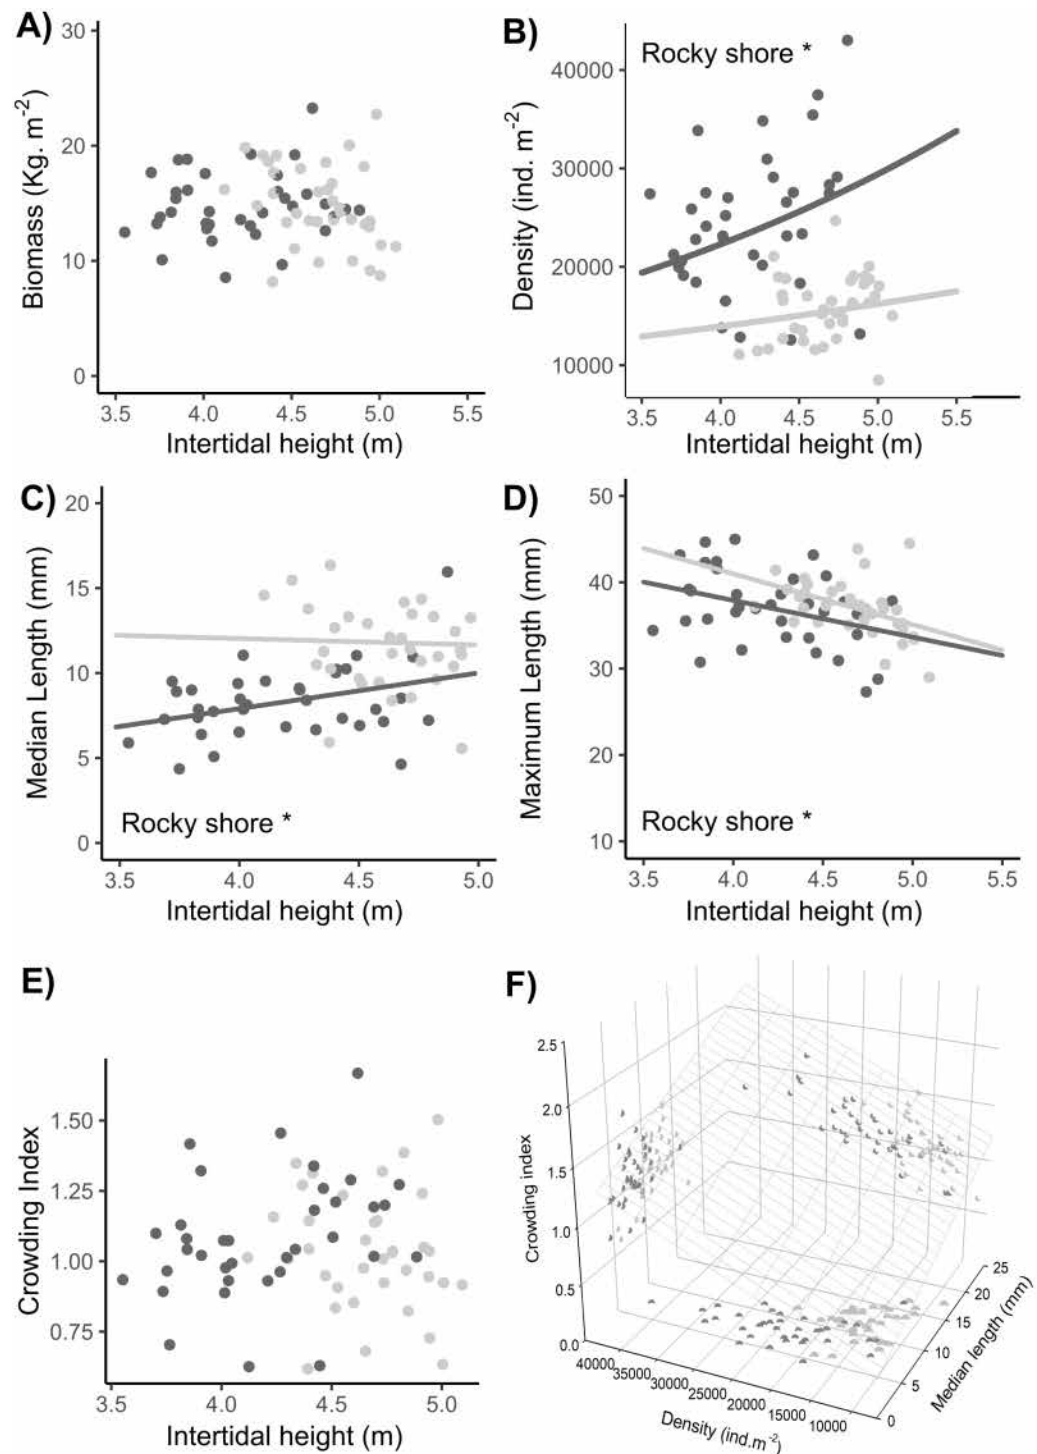 A)
Biomass (Kg. m-2)
30
20
10
0
3.5 4.0 4.5 5.0 5.5
Intertidal height (m)
B)
Rocky shore *
Density (ind. m-2)
40000
30000
20000
10000
3.5 4.0 4.5 5.0 5.5
Intertidal height (m)
C)
Median Length (mm)
20
15
10
5
0
Rocky shore *
3.5 4.0 4.5 5.0
Intertidal height (m)
D)
Maximum Length (mm)
50
40
30
20
10
Rocky shore *
3.5 4.0 4.5 5.0 5.5
Intertidal height (m)
E)
Crowding Index
1.50
1.25
1.00
0.75
3.5 4.0 4.5 5.0
Intertidal height (m)
F)
Crowding index
2.5
2.0
1.5
1.0
0.5
0.0
40000 35000 30000 25000 20000 15000 10000
Density (ind.m-2)
25
20
15
10
5
0
Median length (mm)